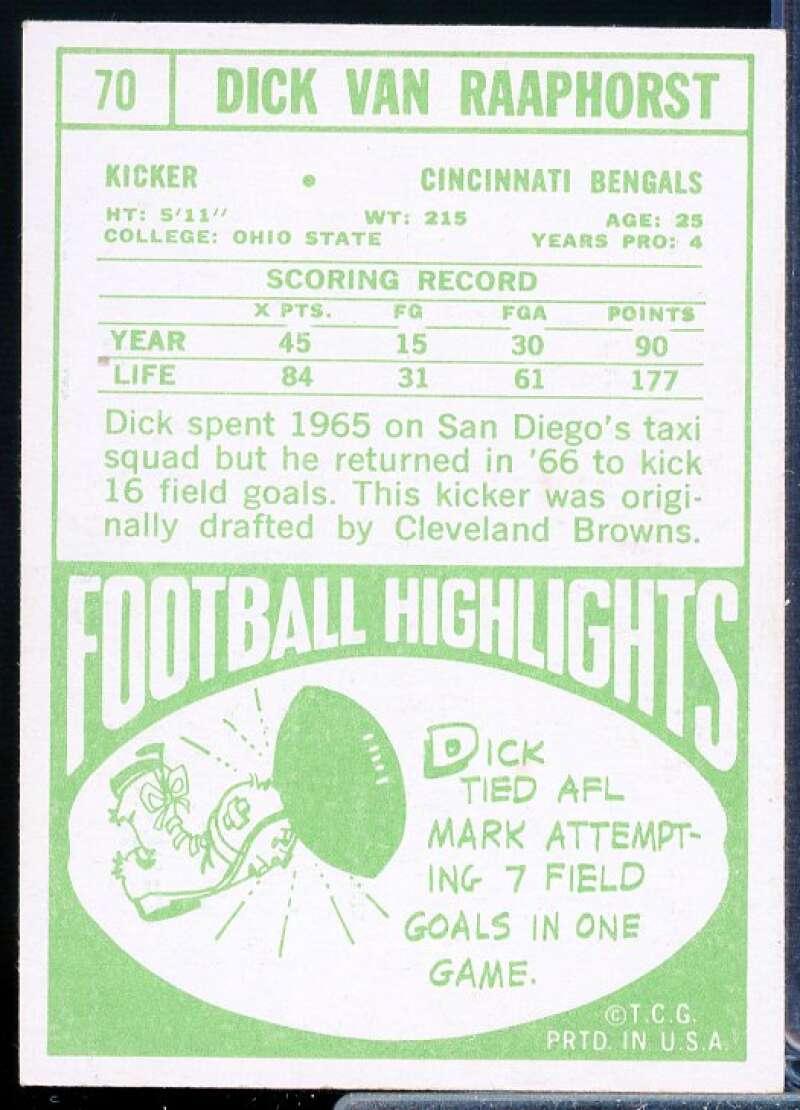 70 DICK VAN RAAPHORST
KICKER • CINCINNATI BENGALS
HT: 5'11" WT: 215 AGE: 25
COLLEGE: OHIO STATE YEARS PRO: 4
SCORING RECORD
X PTS. FG FGA POINTS
YEAR 45 15 30 90
LIFE 84 31 61 177
Dick spent 1965 on San Diego's taxi
squad but he returned in '66 to kick
16 field goals. This kicker was origi-
nally drafted by Cleveland Browns.
FOOTBALL HIGHLIGHTS
DICK
TIED AFL
MARK ATTEMPT-
ING 7 FIELD
GOALS IN ONE
GAME.
©T.C.G.
PRTD. IN U.S.A.